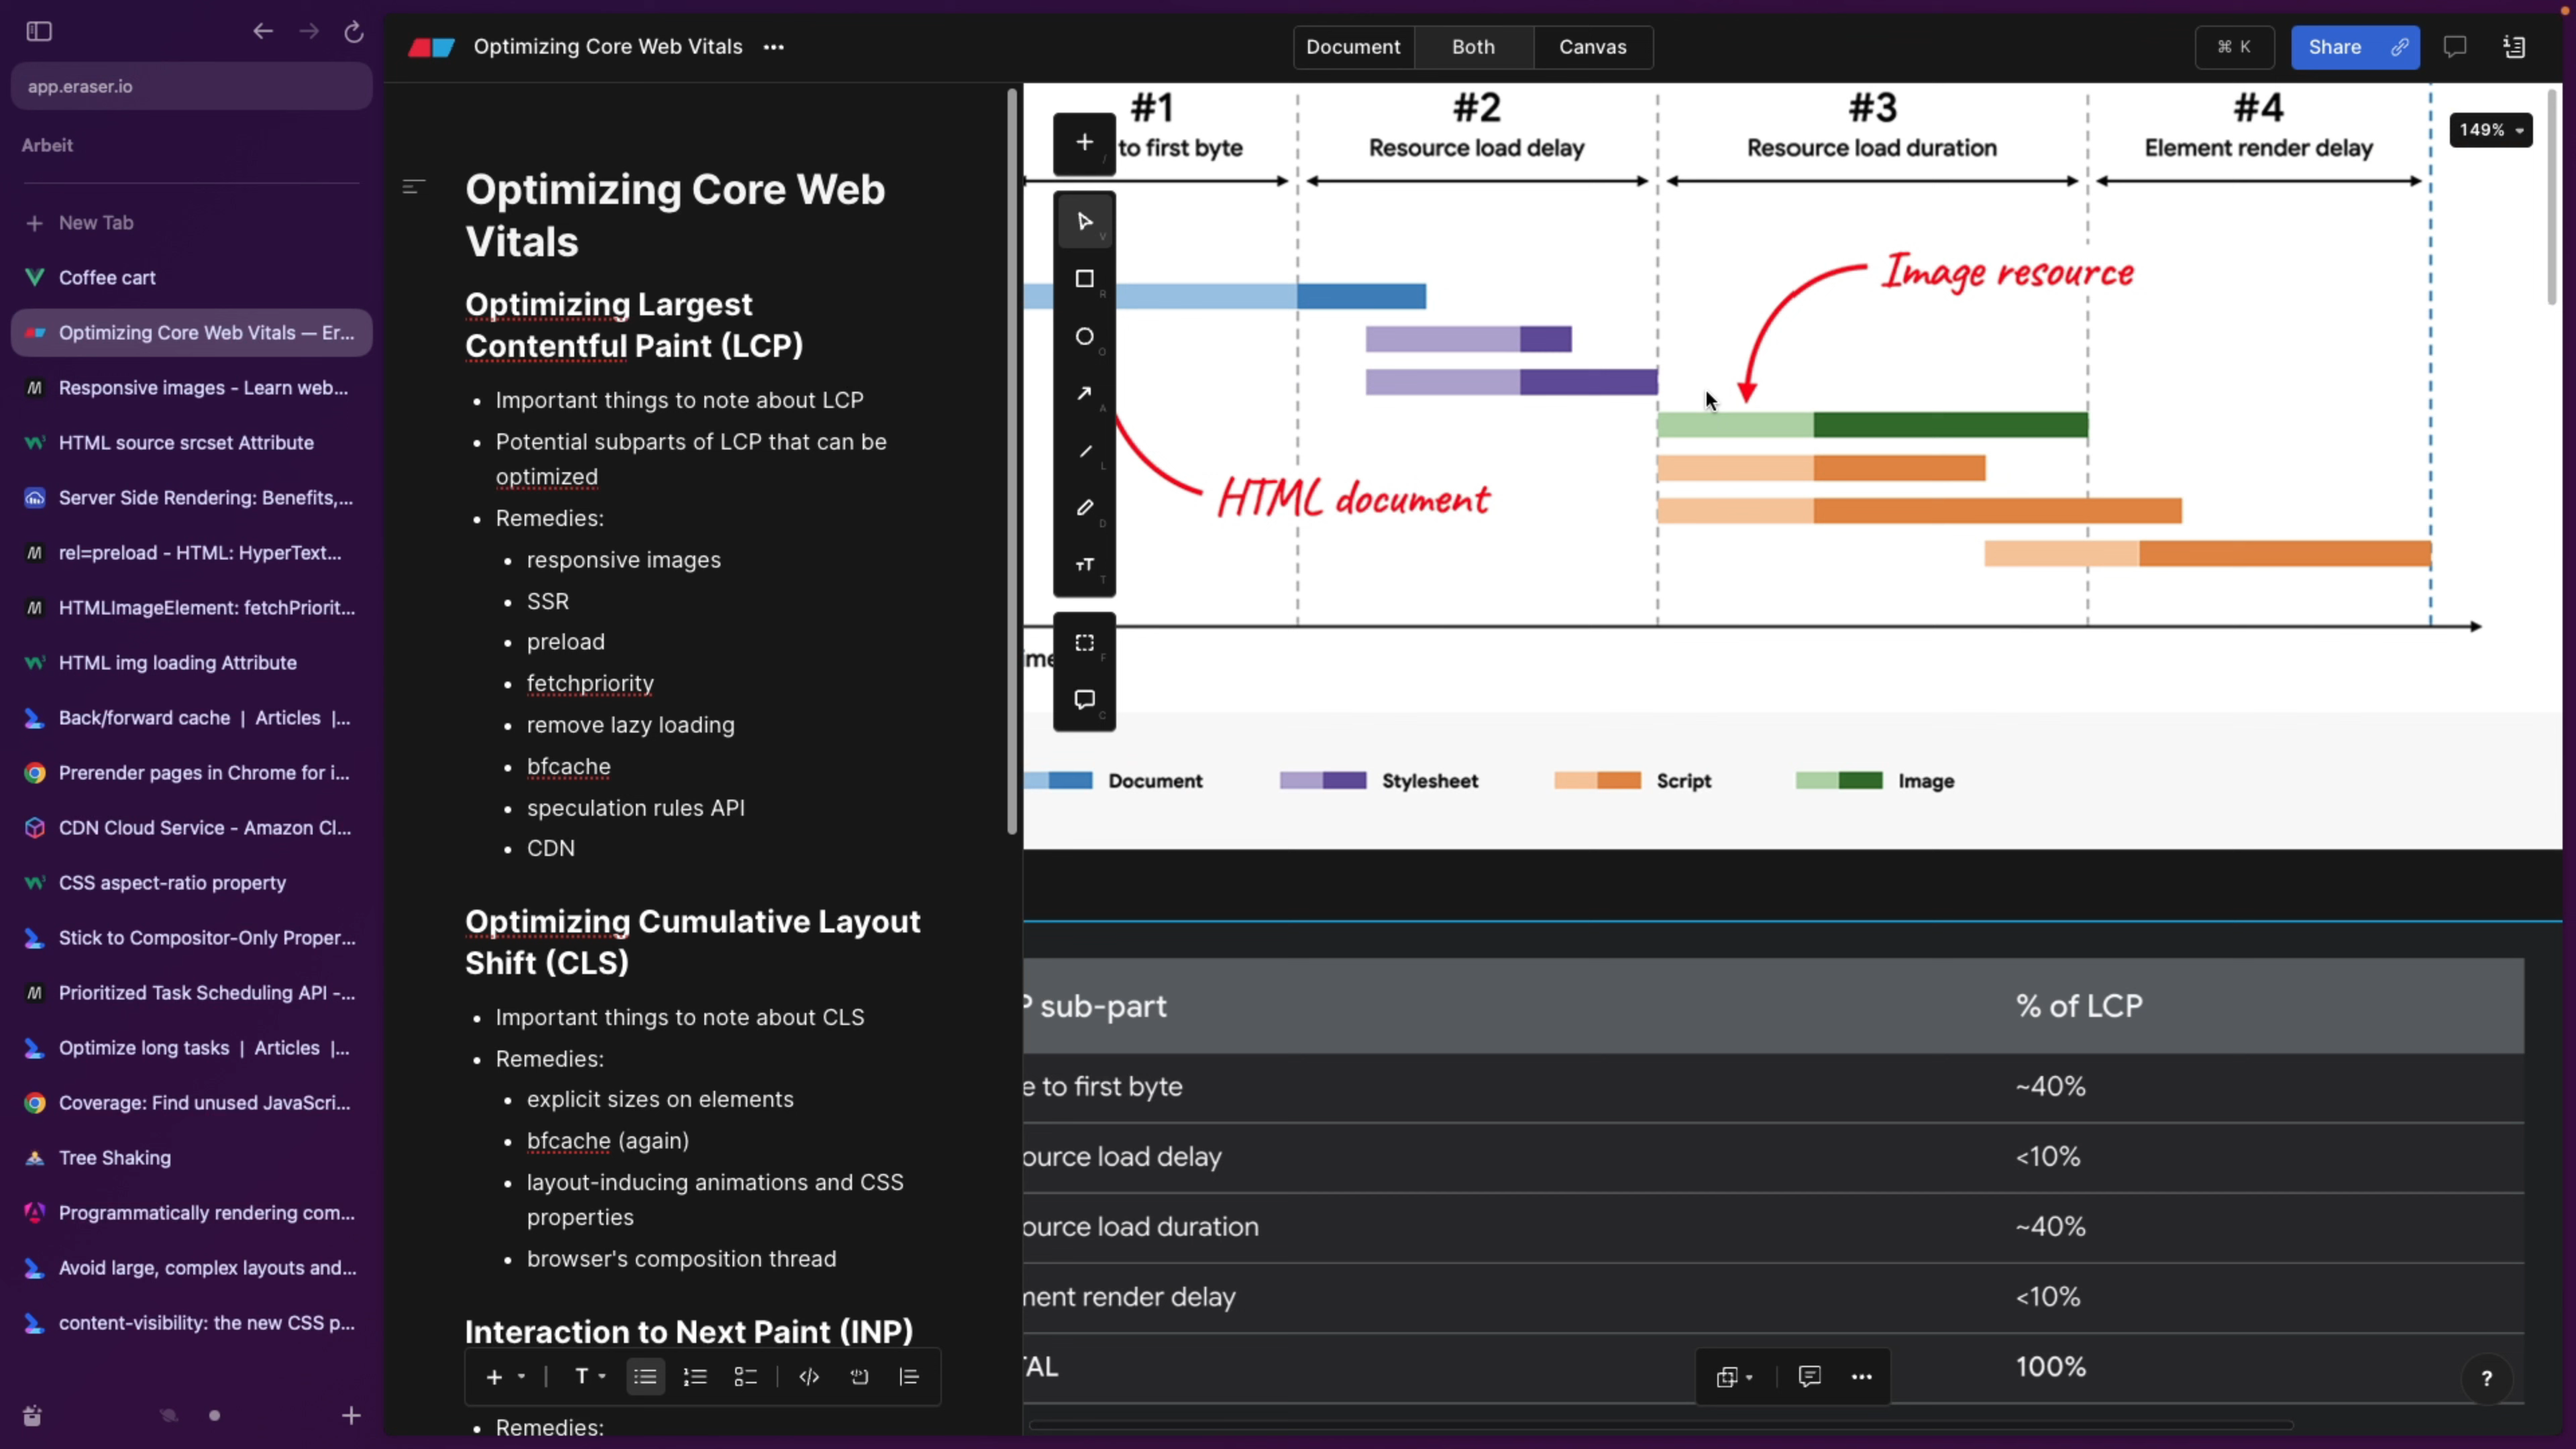 app.eraser.io
Arbeit
New Tab
Coffee cart
Optimizing Core Web Vitals — Er...
Responsive images - Learn web...
HTML source srcset Attribute
Server Side Rendering: Benefits,...
rel=preload - HTML: HyperText...
HTMLImageElement: fetchPriorit...
HTML img loading Attribute
Back/forward cache | Articles |...
Prerender pages in Chrome for i...
CDN Cloud Service - Amazon Cl...
CSS aspect-ratio property
Stick to Compositor-Only Proper...
Prioritized Task Scheduling API -...
Optimize long tasks | Articles |...
Coverage: Find unused JavaScri...
Tree Shaking
Programmatically rendering com...
Avoid large, complex layouts and...
content-visibility: the new CSS p...
Optimizing Core Web Vitals
Document
Both
Canvas
⌘ K
Share
Optimizing Core Web
Vitals
Optimizing Largest
Contentful Paint (LCP)
• Important things to note about LCP
• Potential subparts of LCP that can be
optimized
• Remedies:
• responsive images
• SSR
• preload
• fetchpriority
• remove lazy loading
• bfcache
• speculation rules API
• CDN
Optimizing Cumulative Layout
Shift (CLS)
• Important things to note about CLS
• Remedies:
• explicit sizes on elements
• bfcache (again)
• layout-inducing animations and CSS
properties
• browser's composition thread
Interaction to Next Paint (INP)
• Remedies:
T
#1
to first byte
#2
Resource load delay
#3
Resource load duration
#4
Element render delay
149%
V
R
O
A
L
D
T
F
C
Image resource
HTML document
ime
Document
Stylesheet
Script
Image
P sub-part % of LCP
e to first byte ~40%
ource load delay <10%
ource load duration ~40%
ment render delay <10%
TAL 100%
?